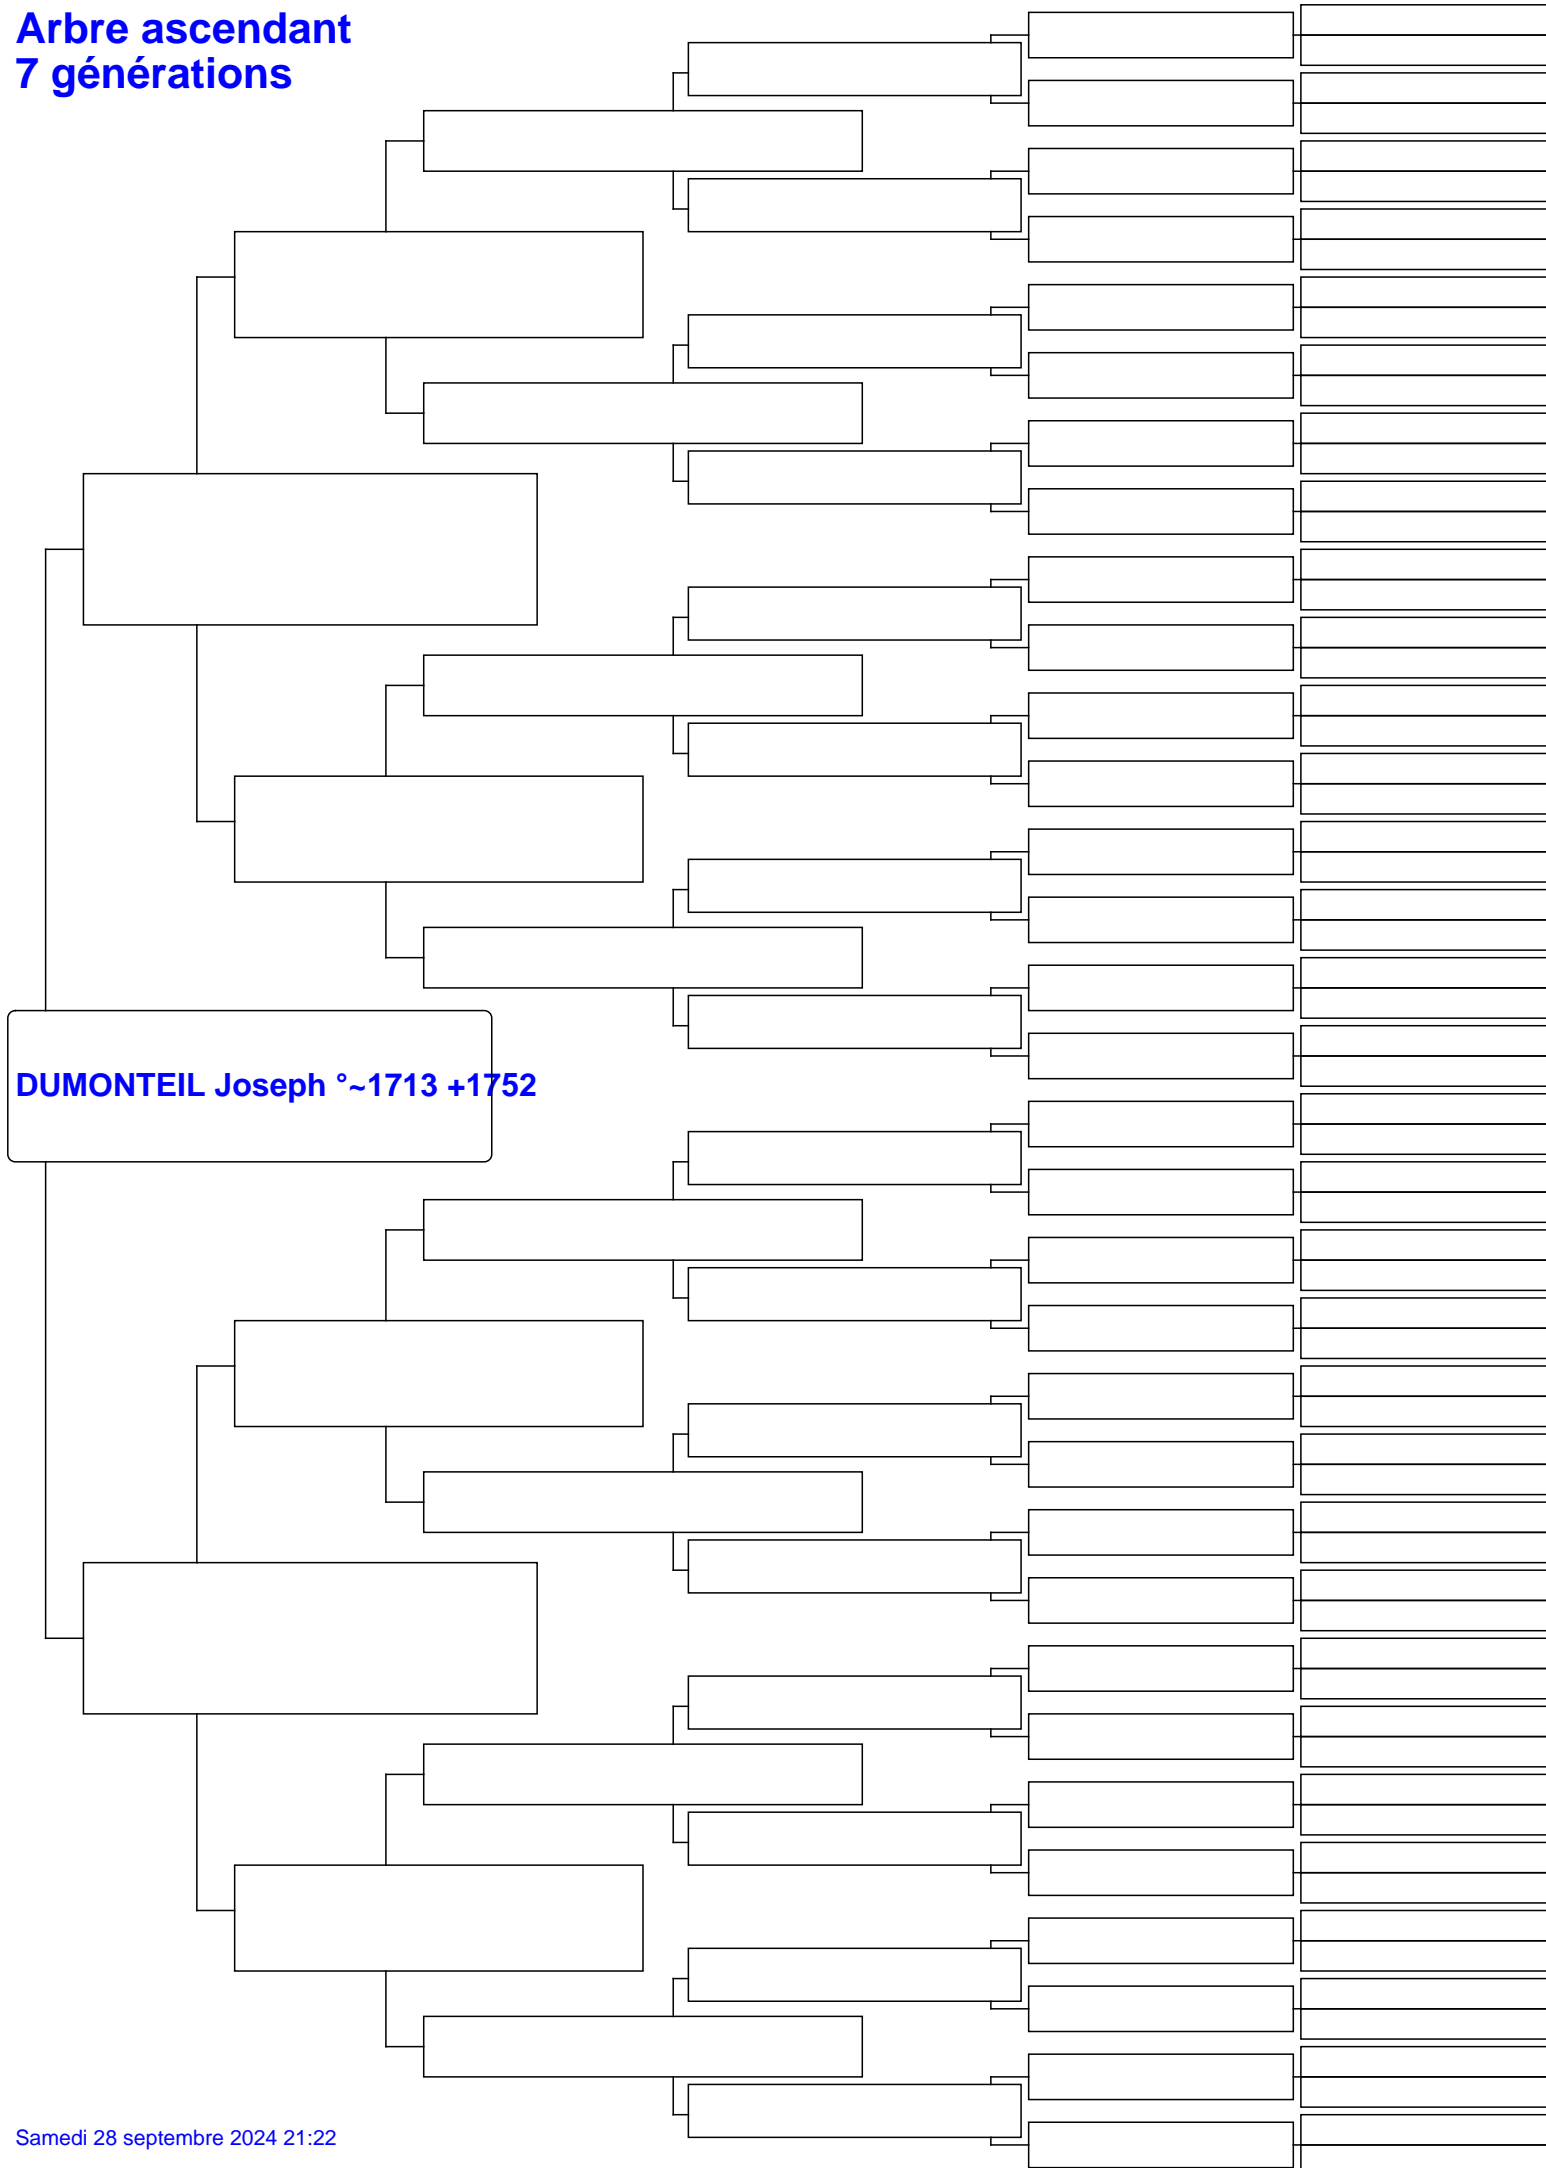 Arbre ascendant
7 générations
DUMONTEIL Joseph °~1713 +1752
Samedi 28 septembre 2024 21:22